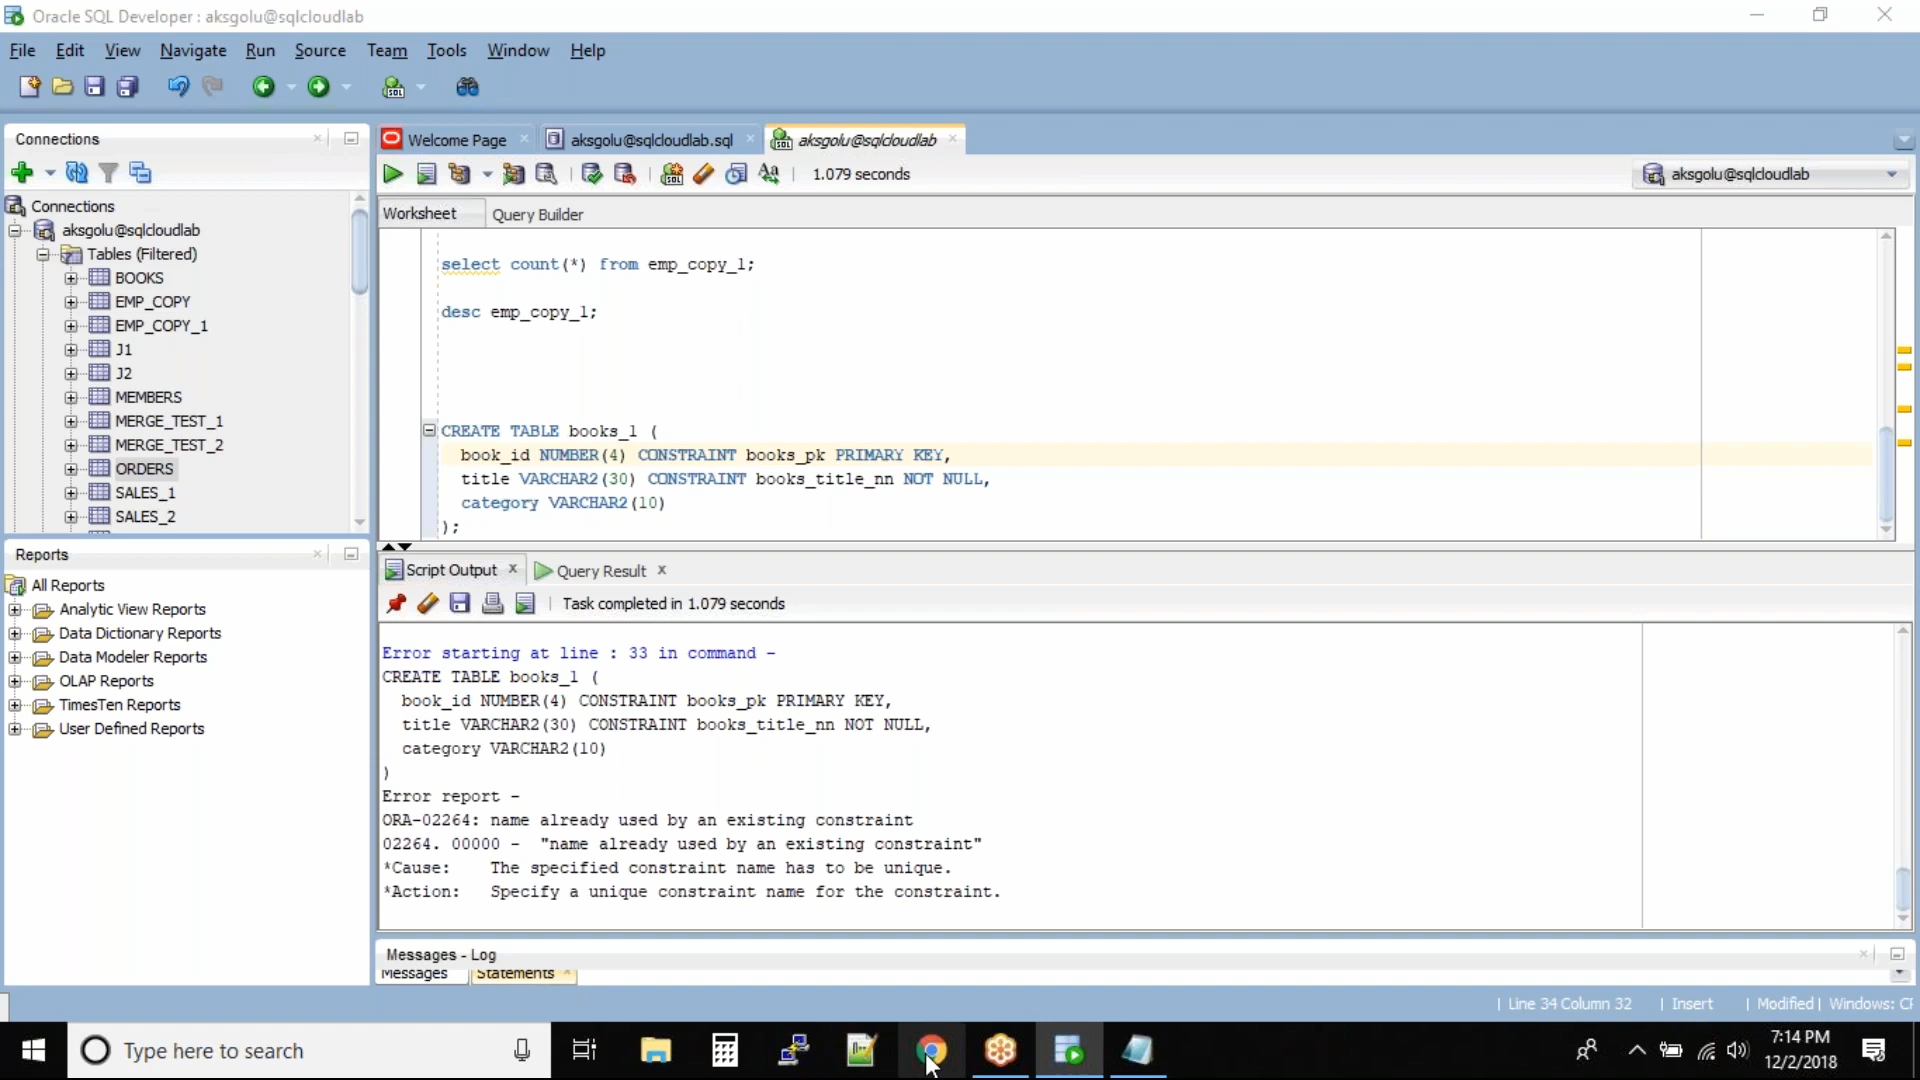 Oracle SQL Developer : aksgolu@sqlcloudlab
File Edit View Navigate Run Source Team Tools Window Help
Connections
Welcome Page
aksgolu@sqlcloudlab.sql
aksgolu@sqlcloudlab
1.079 seconds
aksgolu@sqlcloudlab
Worksheet
Query Builder
Connections
aksgolu@sqlcloudlab
Tables (Filtered)
BOOKS
EMP_COPY
EMP_COPY_1
J1
J2
MEMBERS
MERGE_TEST_1
MERGE_TEST_2
ORDERS
SALES_1
SALES_2
select count(*) from emp_copy_1;
desc emp_copy_1;
CREATE TABLE books_1 (
book_id NUMBER(4) CONSTRAINT books_pk PRIMARY KEY,
title VARCHAR2(30) CONSTRAINT books_title_nn NOT NULL,
category VARCHAR2(10)
);
Reports
All Reports
Analytic View Reports
Data Dictionary Reports
Data Modeler Reports
OLAP Reports
TimesTen Reports
User Defined Reports
Script Output
Query Result
Task completed in 1.079 seconds
Error starting at line : 33 in command -
CREATE TABLE books_1 (
book_id NUMBER(4) CONSTRAINT books_pk PRIMARY KEY,
title VARCHAR2(30) CONSTRAINT books_title_nn NOT NULL,
category VARCHAR2(10)
)
Error report -
ORA-02264: name already used by an existing constraint
02264. 00000 - "name already used by an existing constraint"
*Cause: The specified constraint name has to be unique.
*Action: Specify a unique constraint name for the constraint.
Messages - Log
Messages
Statements
Line 34 Column 32 | Insert | Modified | Windows: C
Type here to search
7:14 PM
12/2/2018